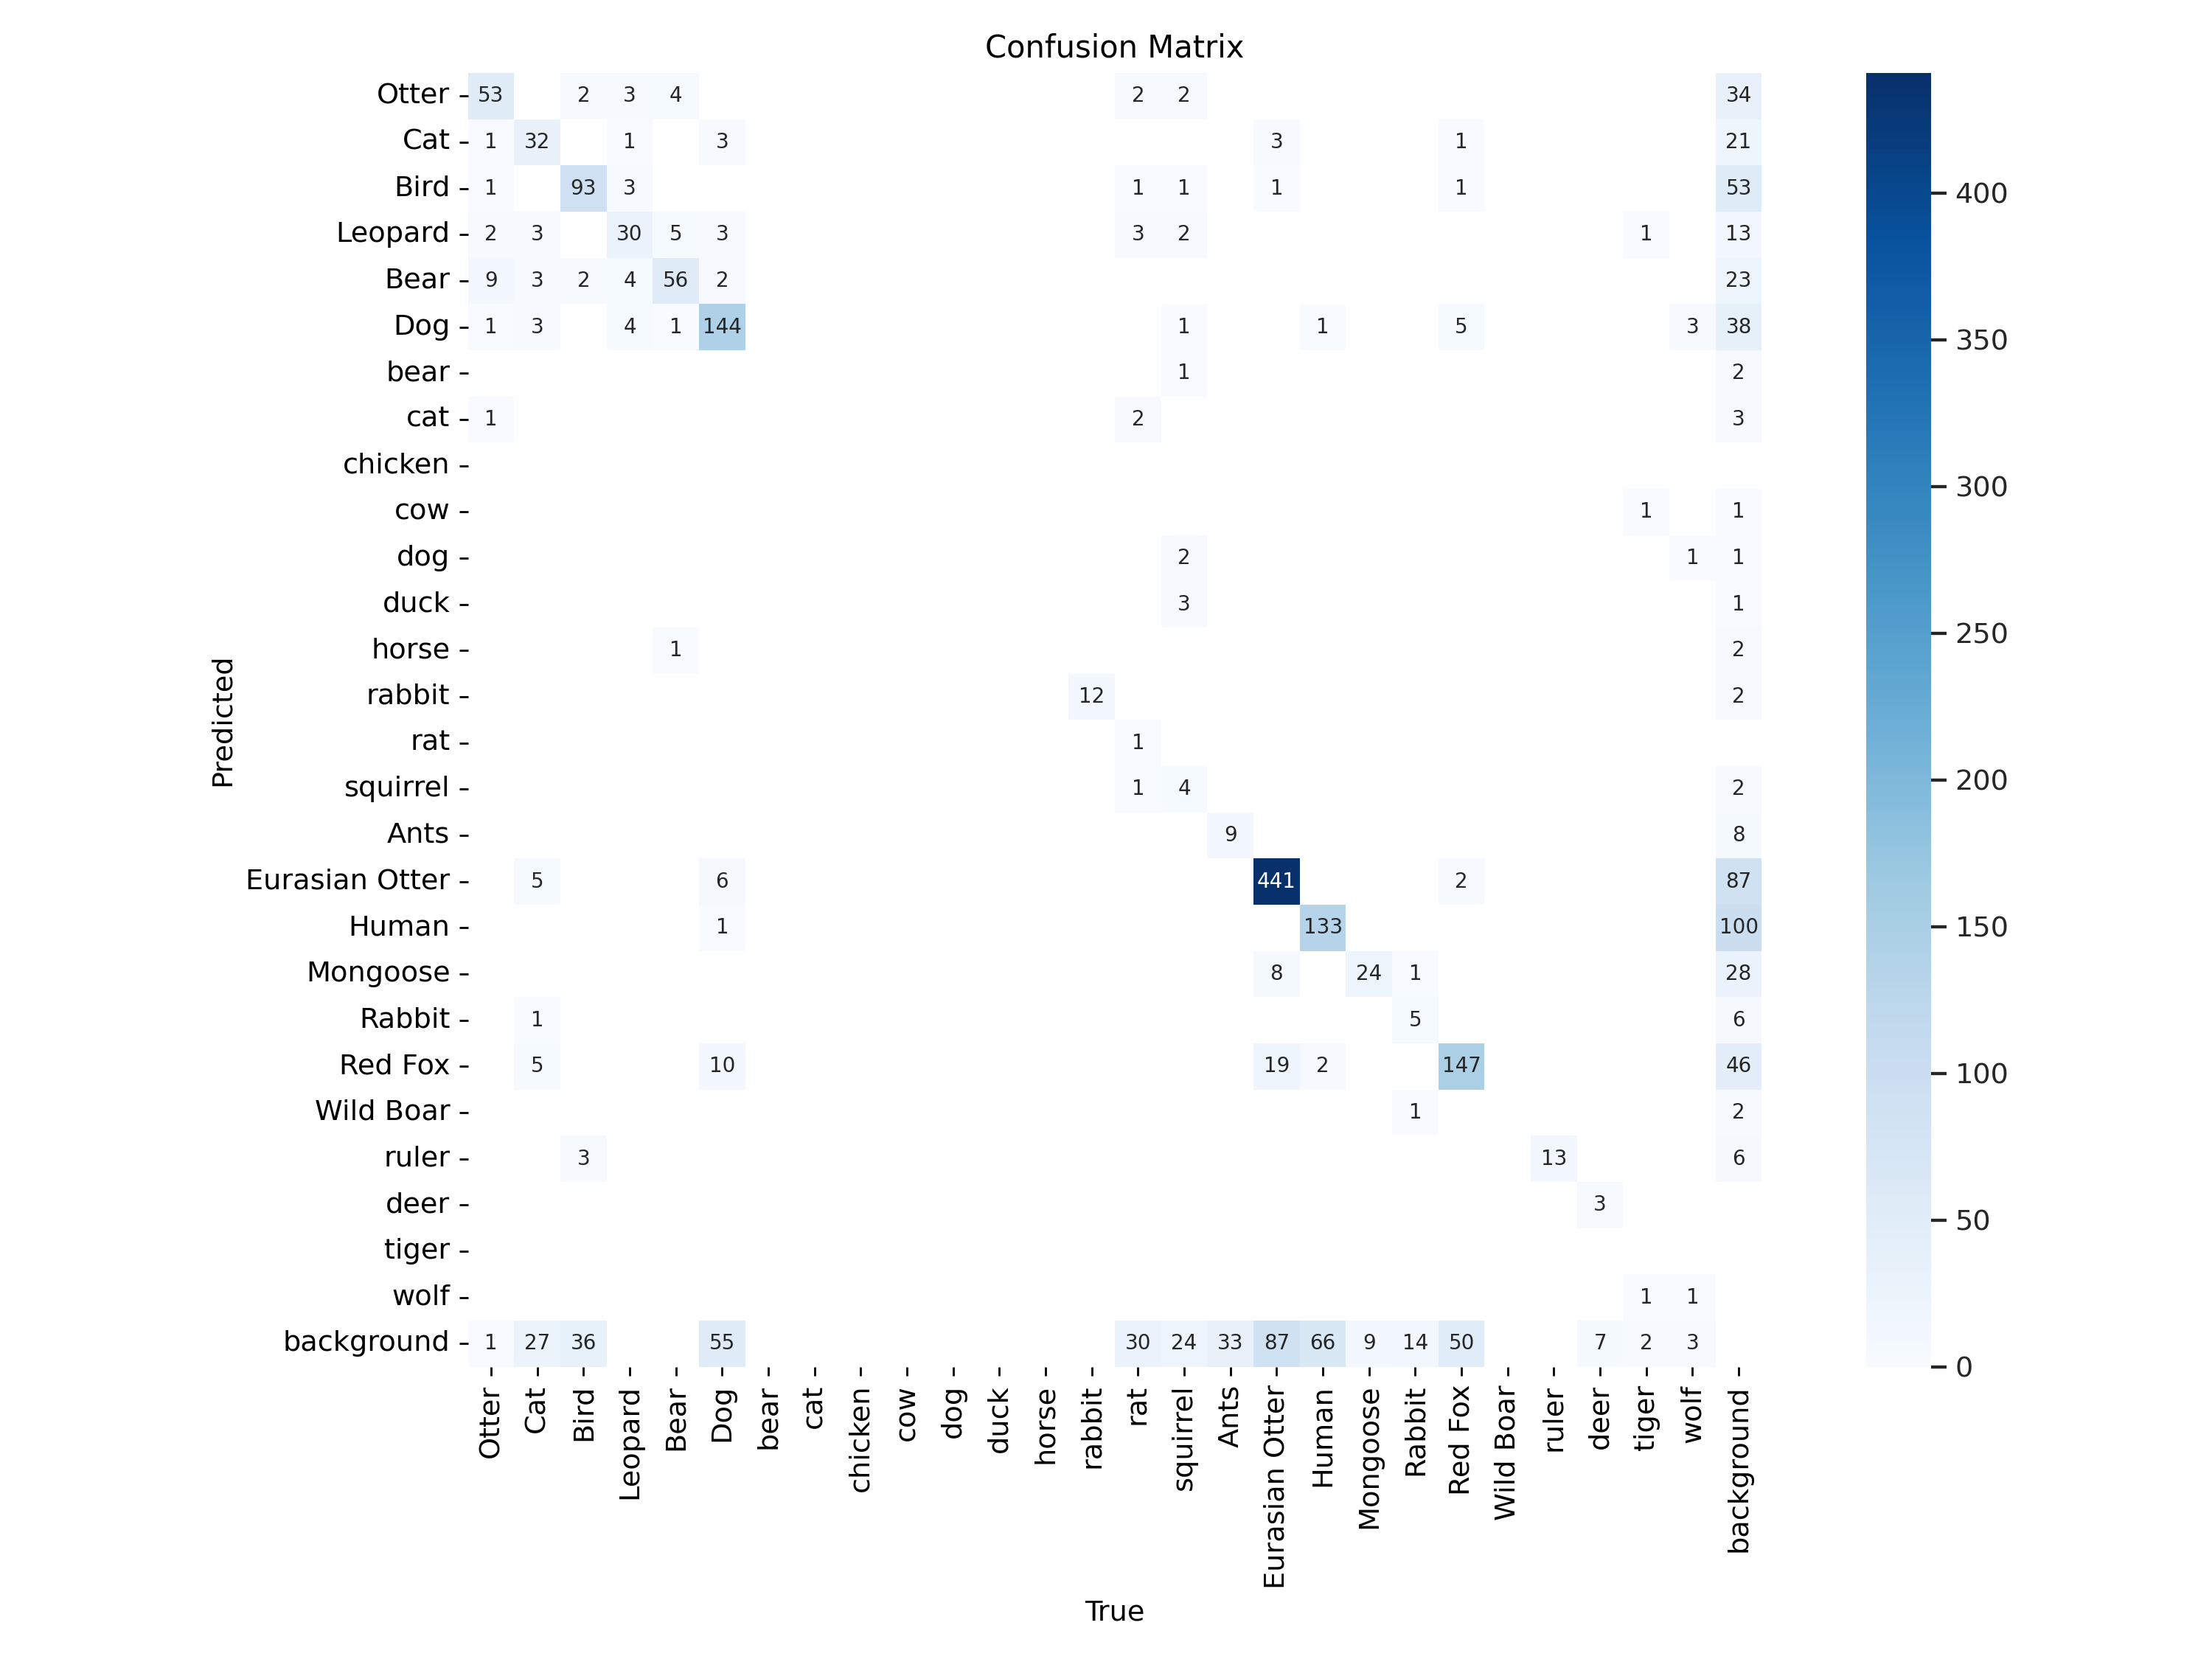 Confusion Matrix
Otter 53 2 3 4 2 2 34
Cat 1 32 1 3 3 1 21
Bird 1 93 3 1 1 1 1 53
Leopard 2 3 30 5 3 3 2 1 13
Bear 9 3 2 4 56 2 23
Dog 1 3 4 1 144 1 1 5 3 38
bear 1 2
cat 1 2 3
chicken
cow 1 1
dog 2 1 1
duck 3 1
horse 1 2
rabbit 12 2
rat 1
squirrel 1 4 2
Ants 9 8
Eurasian Otter 5 6 441 2 87
Human 1 133 100
Mongoose 8 24 1 28
Rabbit 1 5 6
Red Fox 5 10 19 2 147 46
Wild Boar 1 2
ruler 3 13 6
deer 3
tiger
wolf 1 1
background 1 27 36 55 30 24 33 87 66 9 14 50 7 2 3
Predicted
Otter
Cat
Bird
Leopard
Bear
Dog
bear
cat
chicken
cow
dog
duck
horse
rabbit
rat
squirrel
Ants
Eurasian Otter
Human
Mongoose
Rabbit
Red Fox
Wild Boar
ruler
deer
tiger
wolf
background
True
400
350
300
250
200
150
100
50
0